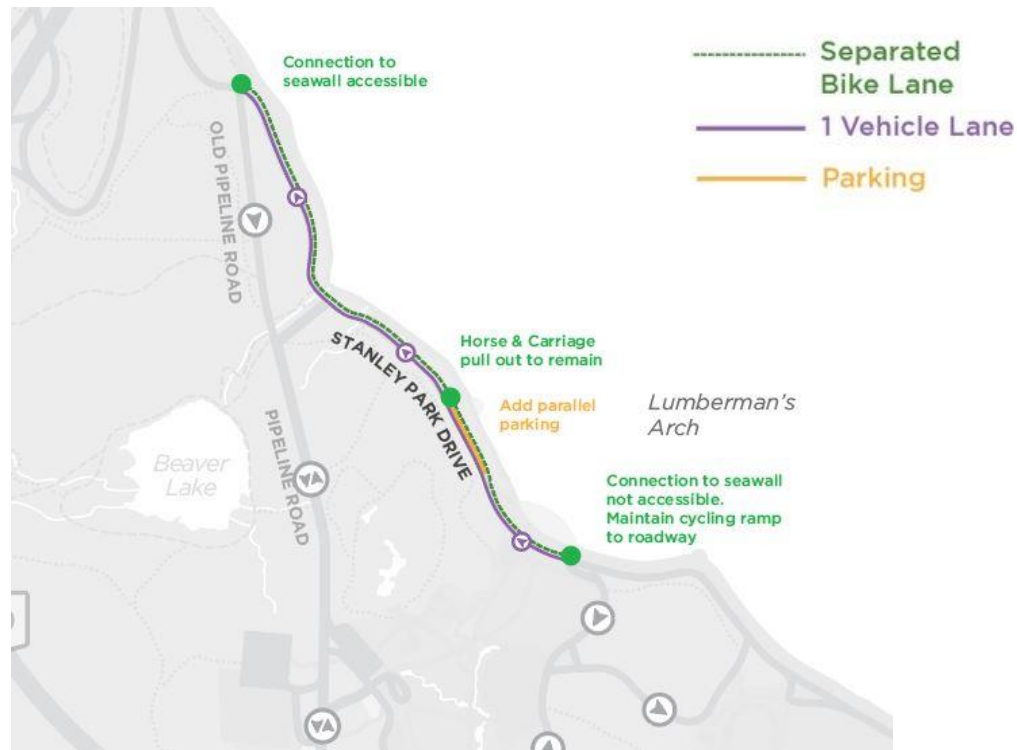 Connection to
seawall accessible
Separated
Bike Lane
1 Vehicle Lane
Parking
OLD PIPELINE ROAD
Horse & Carriage
pull out to remain
STANLEY PARK DRIVE
Add parallel
parking
Lumberman's
Arch
PIPELINE ROAD
Beaver
Lake
Connection to seawall
not accessible.
Maintain cycling ramp
to roadway